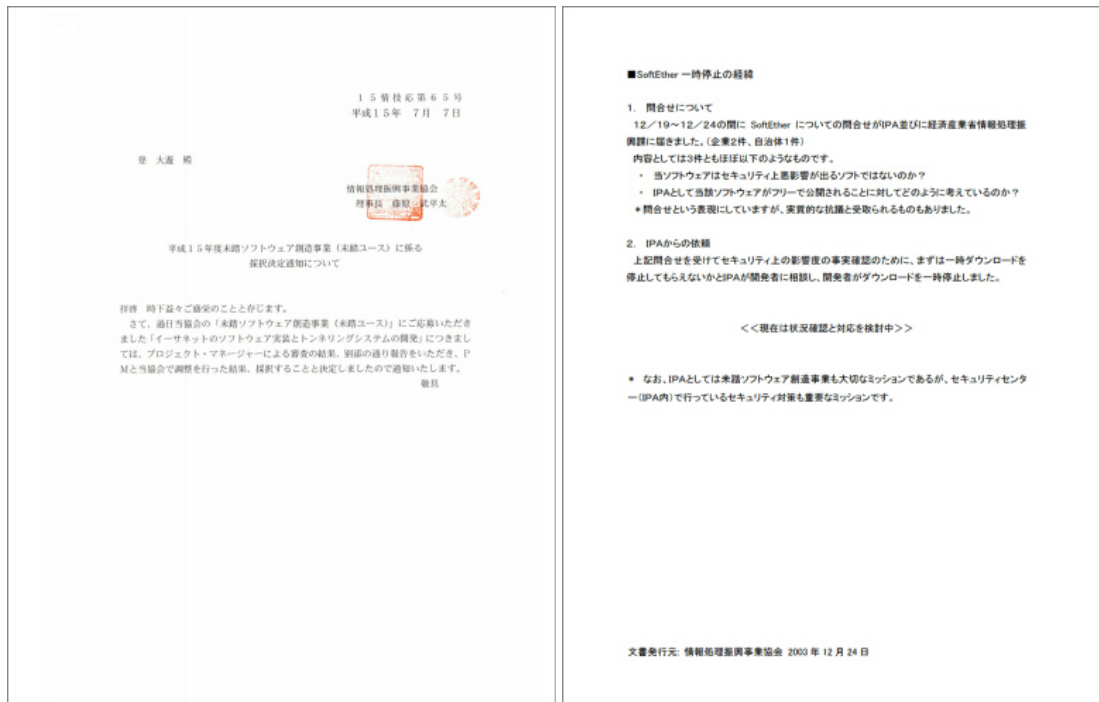 15情技応第65号
平成15年 7月 7日
登 大遊 殿
情報処理振興事業協会
理事長 藤原 武平太
平成15年度未踏ソフトウェア創造事業（未踏ユース）に係る
採択決定通知について
拝啓 時下益々ご盛栄のことと存じます。
さて、過日当協会の「未踏ソフトウェア創造事業（未踏ユース）」にご応募いただき
ました「イーサネットのソフトウェア実装とトンネリングシステムの開発」につきまし
ては、プロジェクト・マネージャーによる審査の結果、別添の通り報告をいただき、P
Mと当協会で調整を行った結果、採択することと決定しましたので通知いたします。
敬具
■SoftEther 一時停止の経緯
1. 問合せについて
12／19～12／24の間に SoftEther についての問合せがIPA並びに経済産業省情報処理振
興課に届きました。(企業2件、自治体1件)
内容としては3件ともほぼ以下のようなものです。
・ 当ソフトウェアはセキュリティ上悪影響が出るソフトではないのか？
・ IPAとして当該ソフトウェアがフリーで公開されることに対してどのように考えているのか？
＊問合せという表現にしていますが、実質的な抗議と受取られるものもありました。
2. IPAからの依頼
上記問合せを受けてセキュリティ上の影響度の事実確認のために、まずは一時ダウンロードを
停止してもらえないかとIPAが開発者に相談し、開発者がダウンロードを一時停止しました。
＜＜現在は状況確認と対応を検討中＞＞
＊ なお、IPAとしては未踏ソフトウェア創造事業も大切なミッションであるが、セキュリティセンタ
ー(IPA内)で行っているセキュリティ対策も重要なミッションです。
文書発行元: 情報処理振興事業協会 2003 年 12 月 24 日